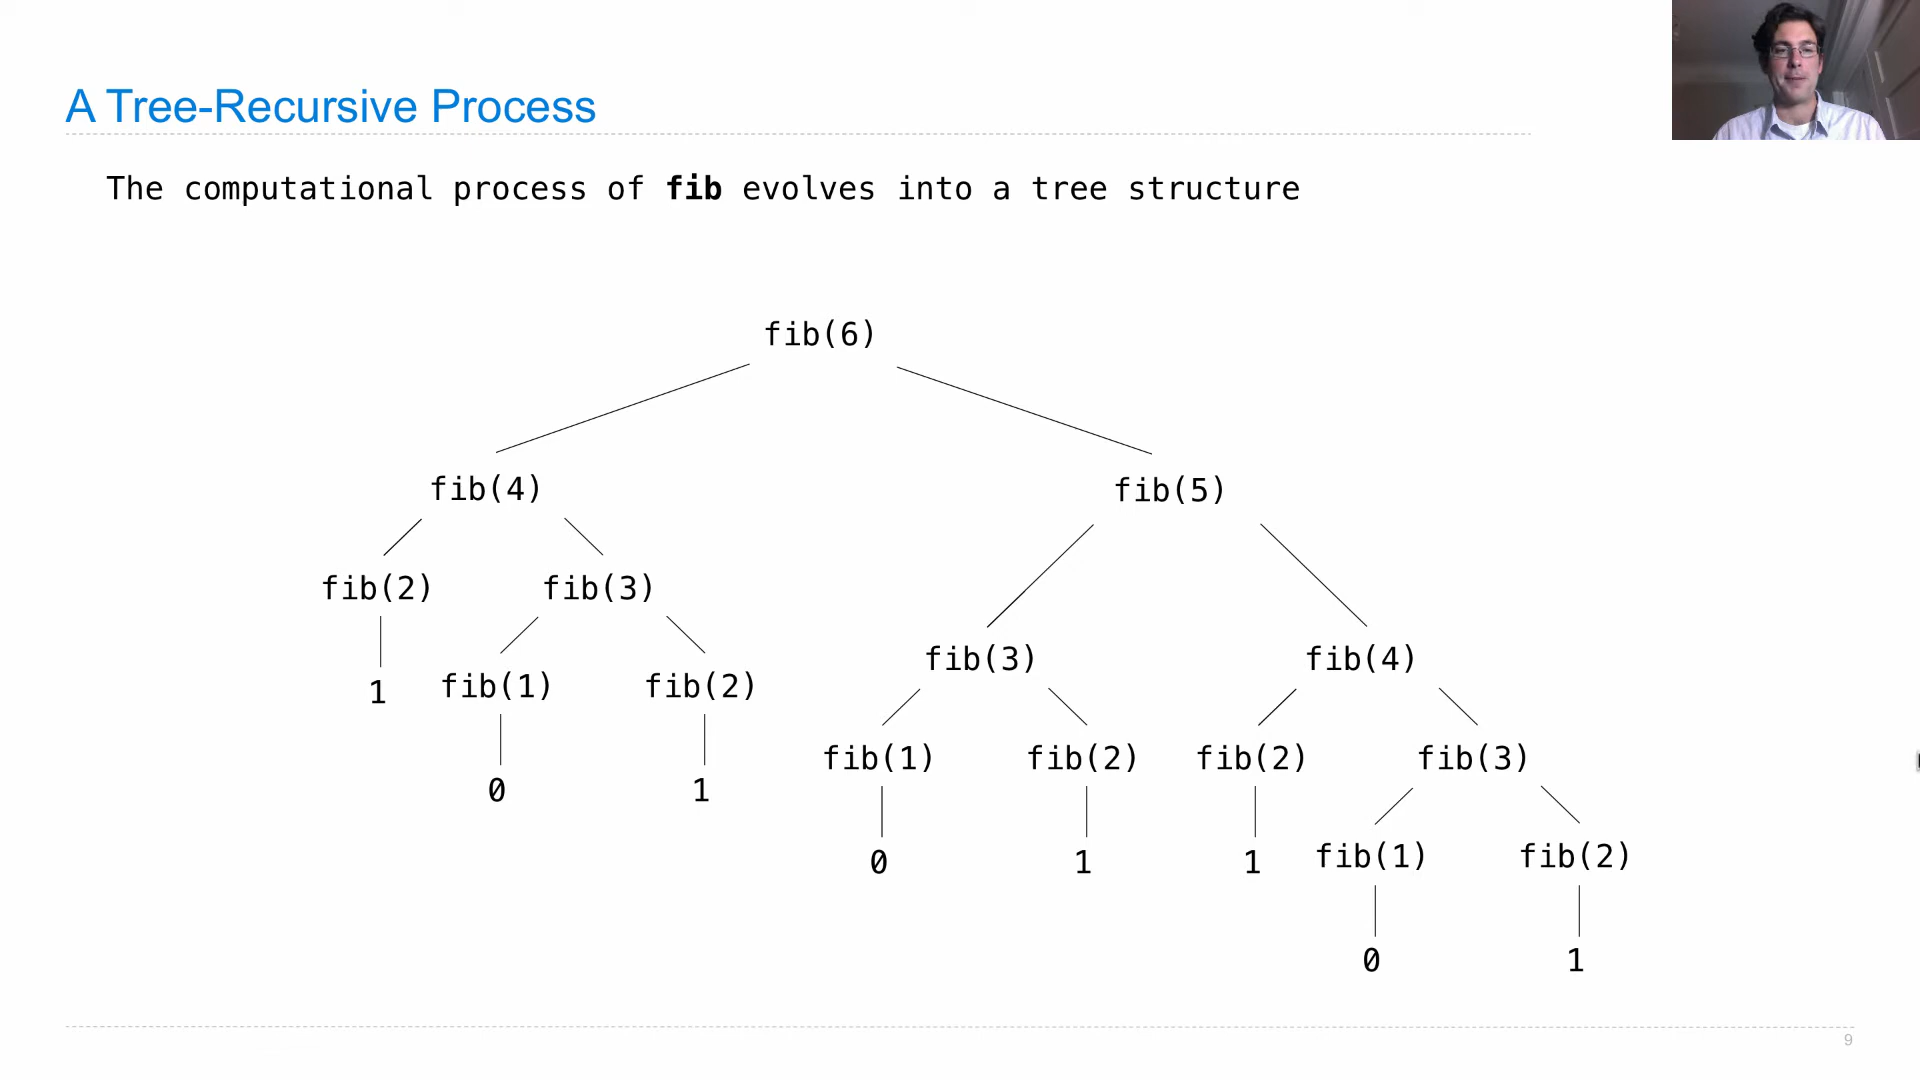 A Tree-Recursive Process
The computational process of fib evolves into a tree structure
fib(6)
fib(4) fib(5)
fib(2) fib(3)
fib(3) fib(4)
1 fib(1) fib(2)
fib(1) fib(2) fib(2) fib(3)
0 1
0 1 1 fib(1) fib(2)
0 1
9